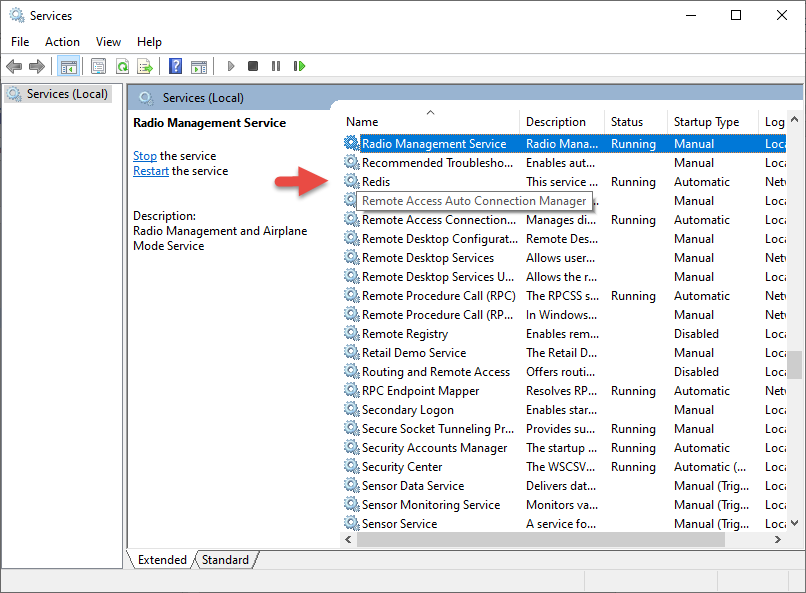 Services
File Action View Help
Services (Local)
Services (Local)
Radio Management Service
Stop the service
Restart the service
Description:
Radio Management and Airplane
Mode Service
Name Description Status Startup Type Log
Radio Management Service Radio Mana... Running Manual Loca
Recommended Troublesho... Enables aut... Manual Loca
Redis This service ... Running Automatic Netv
Remote Access Auto Connection Manager . Manual Loca
Remote Access Connection... Manages di... Running Automatic Loca
Remote Desktop Configurat... Remote Des... Manual Loca
Remote Desktop Services Allows user... Manual Netv
Remote Desktop Services U... Allows the r... Manual Loca
Remote Procedure Call (RPC) The RPCSS s... Running Automatic Netv
Remote Procedure Call (RP... In Windows... Manual Netv
Remote Registry Enables rem... Disabled Loca
Retail Demo Service The Retail D... Manual Loca
Routing and Remote Access Offers routi... Disabled Loca
RPC Endpoint Mapper Resolves RP... Running Automatic Netv
Secondary Logon Enables star... Manual Loca
Secure Socket Tunneling Pr... Provides su... Running Manual Loca
Security Accounts Manager The startup ... Running Automatic Loca
Security Center The WSCSV... Running Automatic (... Loca
Sensor Data Service Delivers dat... Manual (Trig... Loca
Sensor Monitoring Service Monitors va... Manual (Trig... Loca
Sensor Service A service fo... Manual (Trig... Loca
Extended Standard